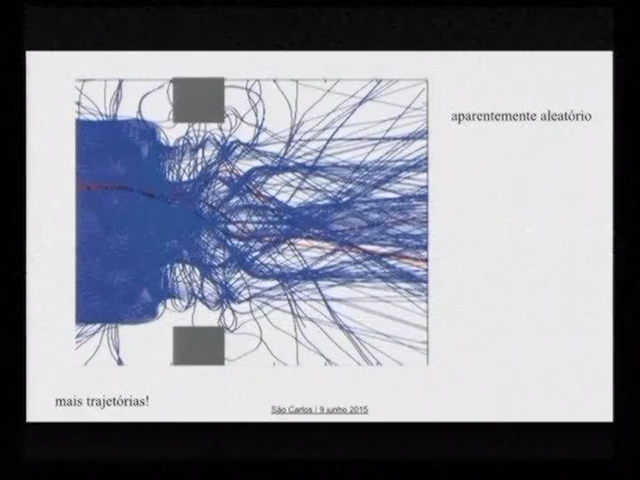 aparentemente aleatório
mais trajetórias!
São Carlos / 9 junho 2015